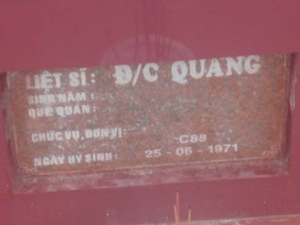 LIỆT SĨ: Đ/C QUANG
SINH NĂM:
QUÊ QUÁN:
CHỨC VỤ, ĐƠN VỊ: C88
NGÀY HY SINH: 25-06-1971